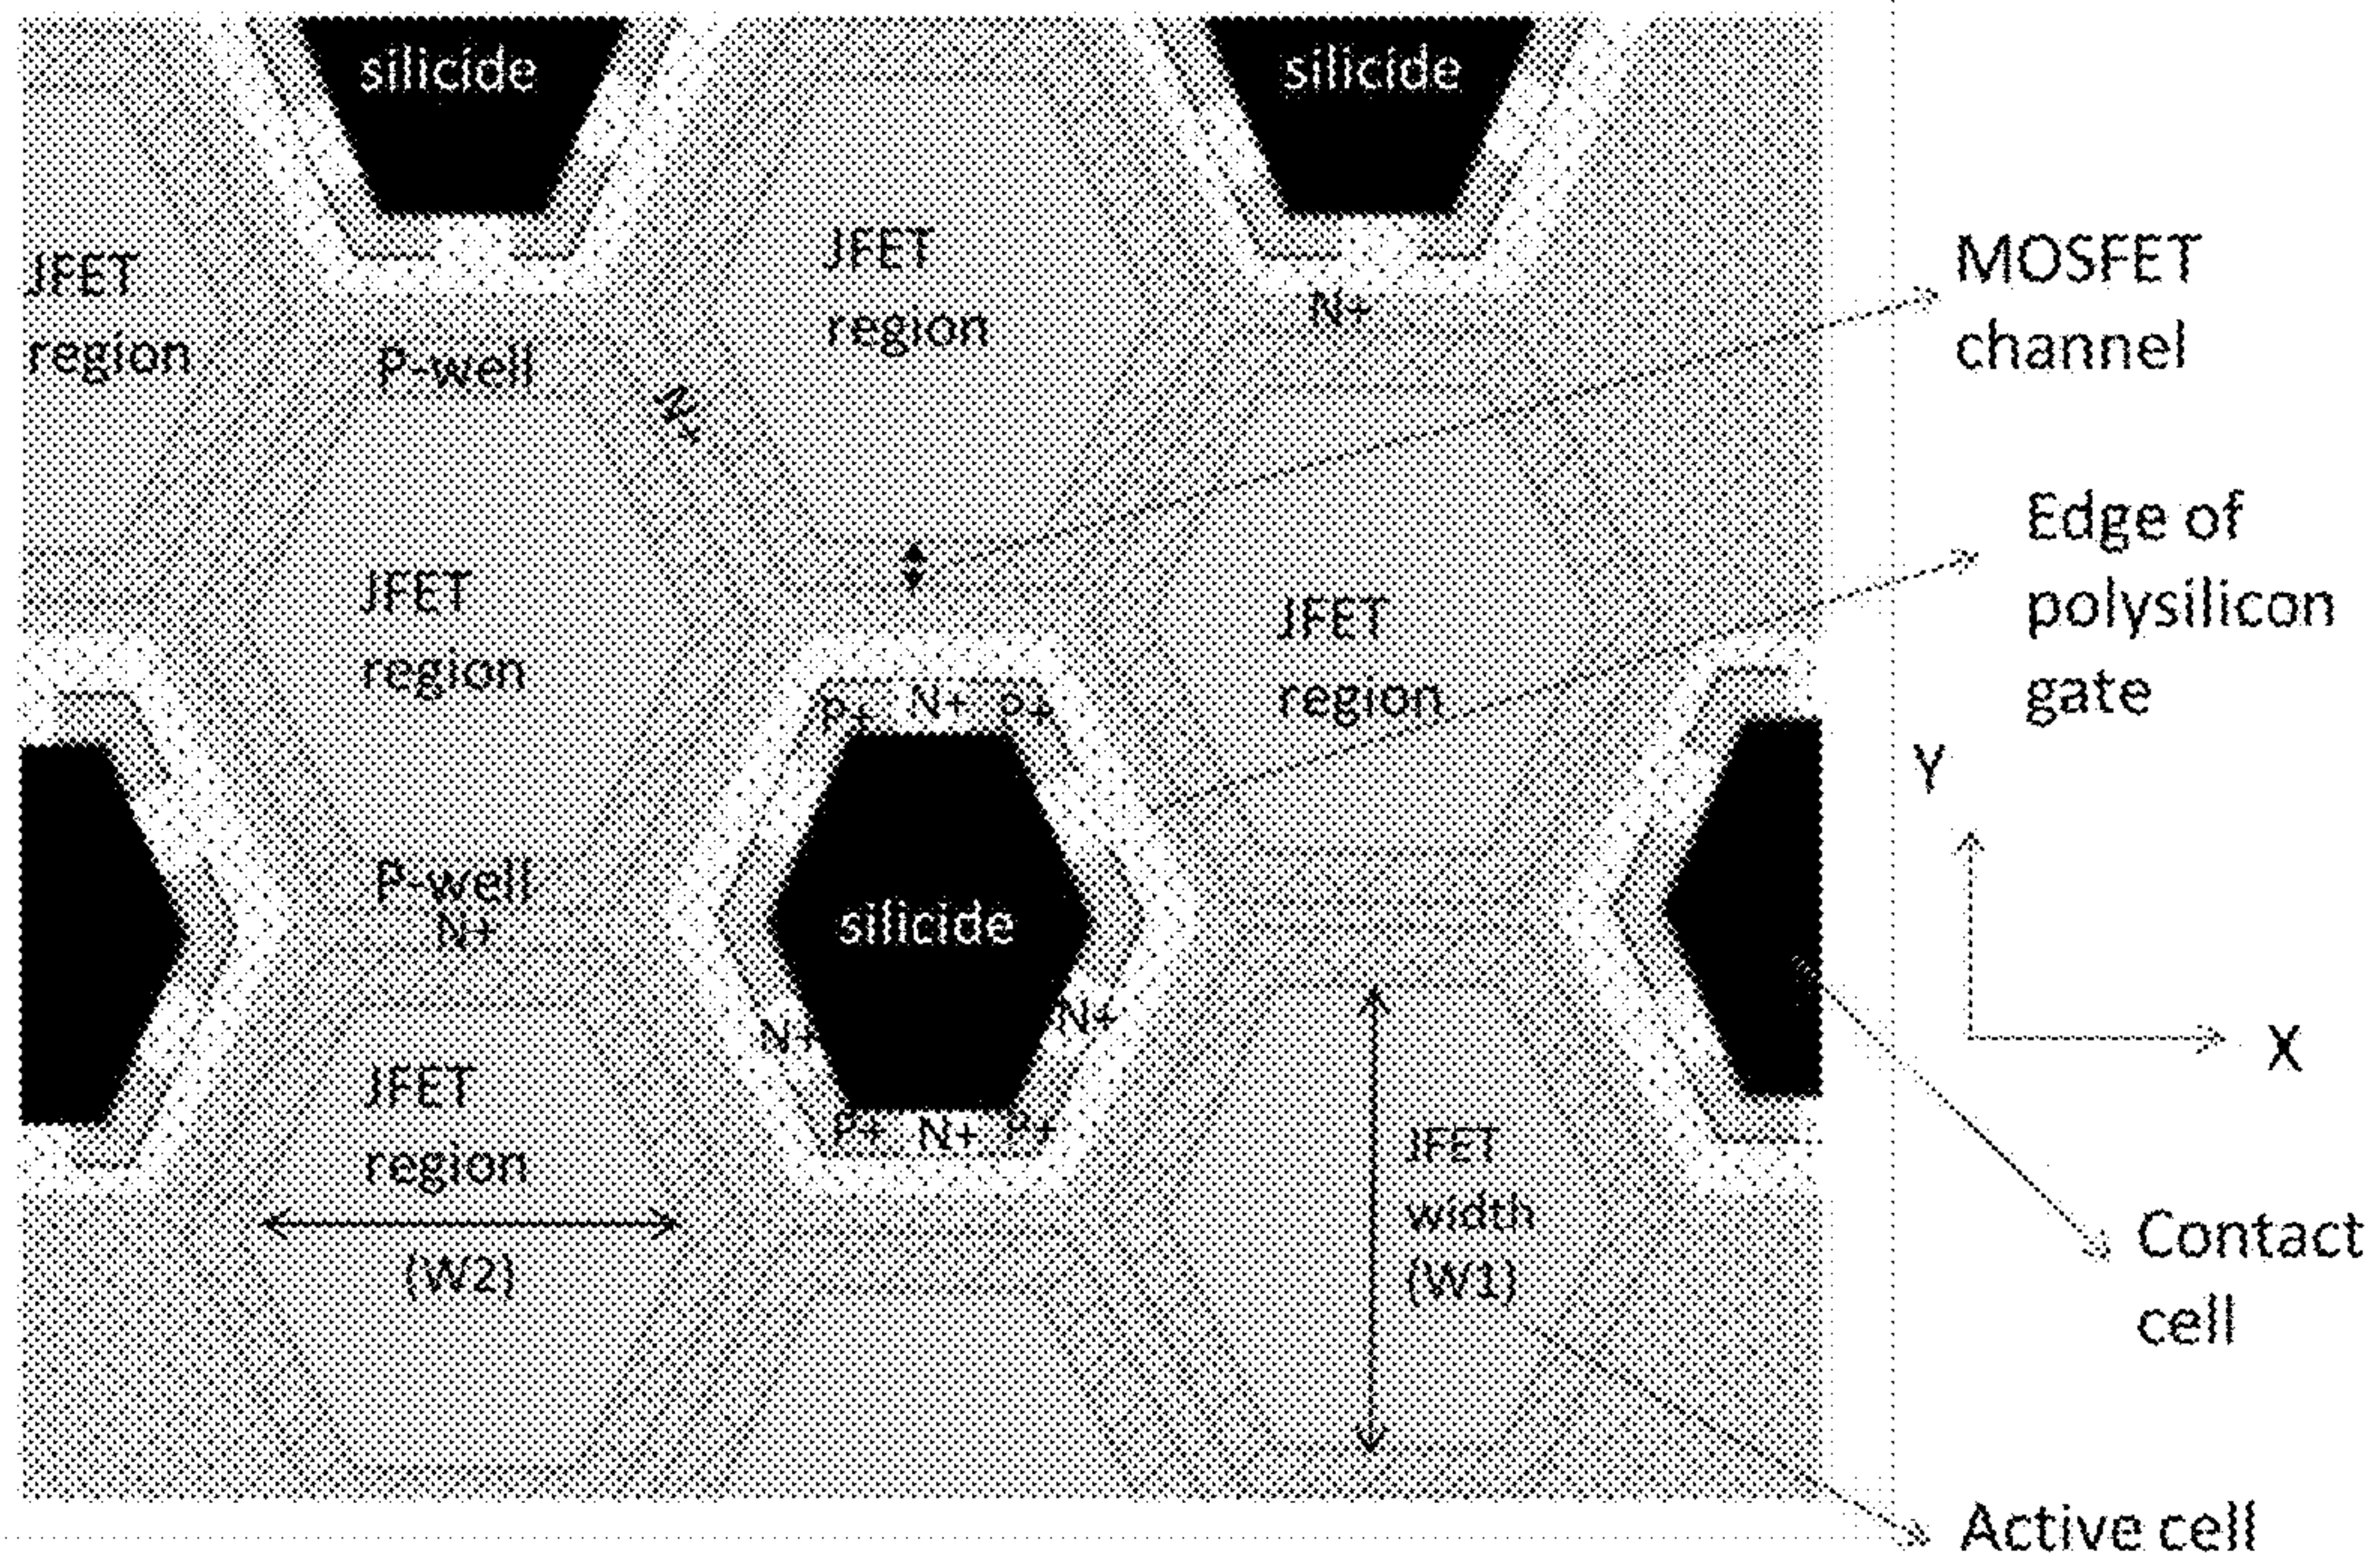 silicide
silicide
JFET
region
P-well
N+
JFET
region
N+
MOSFET
channel
Edge of
polysilicon
gate
JFET
region
JFET
region
P+ N+ P+
P-well
N+
silicide
N+
N+
P+ N+ P+
JFET
region
(W2)
JFET
width
(W1)
Y
X
Contact
cell
Active cell